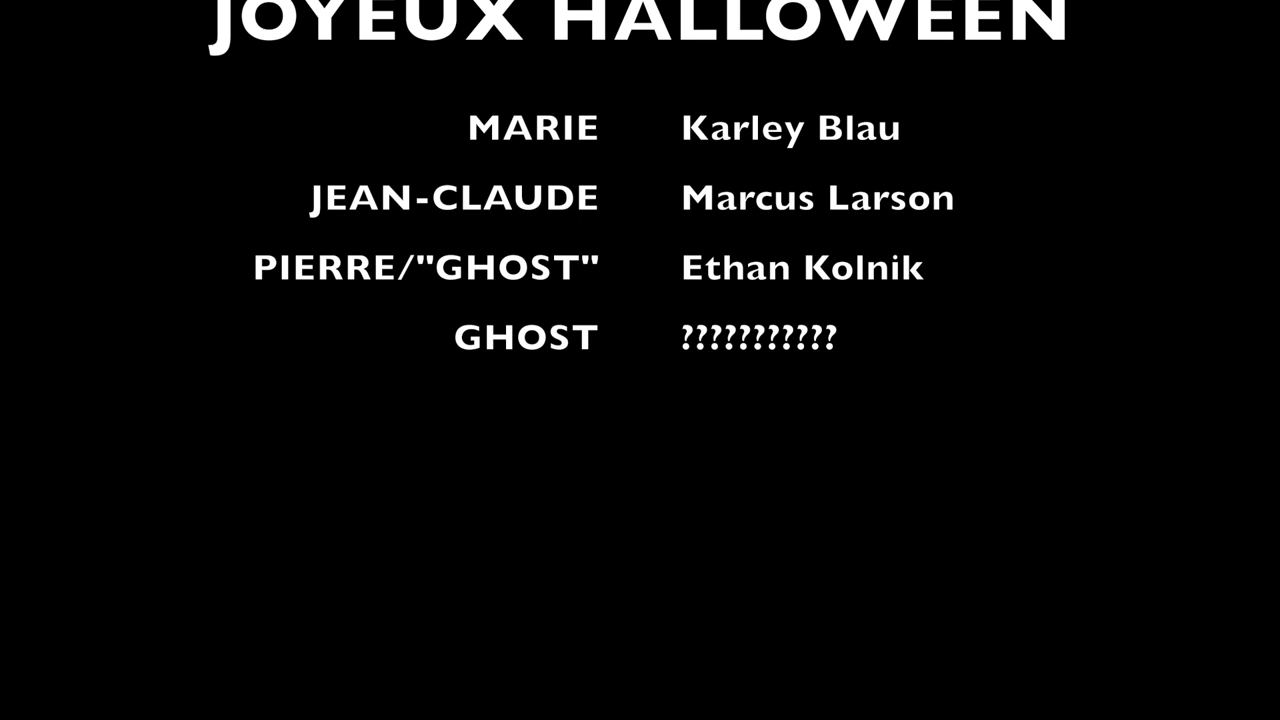 JOYEUX HALLOWEEN
MARIE Karley Blau
JEAN-CLAUDE Marcus Larson
PIERRE/"GHOST" Ethan Kolnik
GHOST ???????????